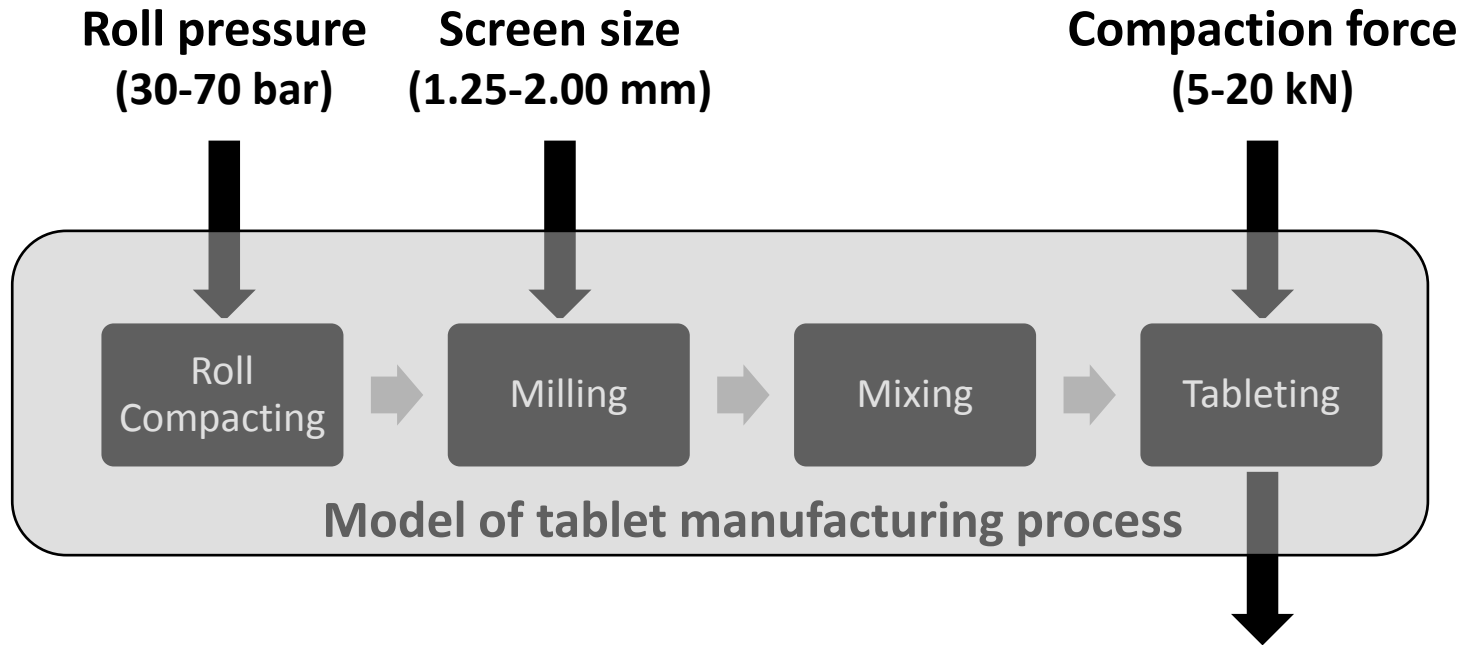 Roll pressure
(30-70 bar)
Screen size
(1.25-2.00 mm)
Compaction force
(5-20 kN)
Roll
Compacting
Milling
Mixing
Tableting
Model of tablet manufacturing process